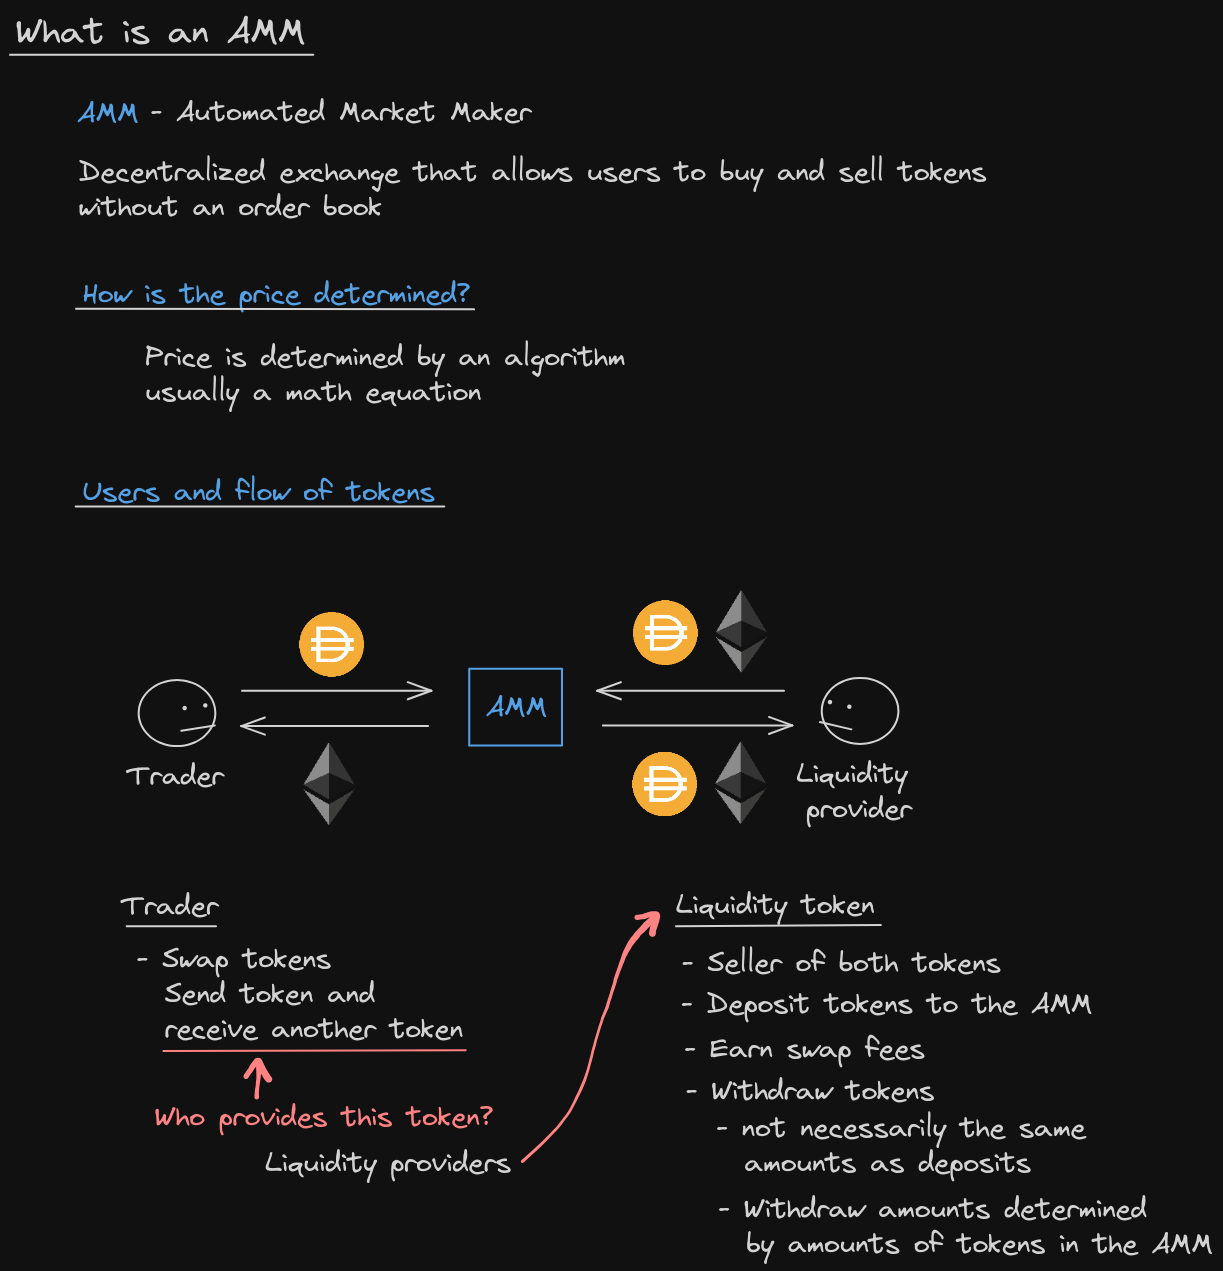 What is an AMM
AMM - Automated Market Maker
Decentralized exchange that allows users to buy and sell tokens
without an order book
How is the price determined?
Price is determined by an algorithm
usually a math equation
Users and flow of tokens
AMM
Trader
Liquidity
provider
Trader
- Swap tokens
Send token and
receive another token
Who provides this token?
Liquidity providers
Liquidity token
- Seller of both tokens
- Deposit tokens to the AMM
- Earn swap fees
- Withdraw tokens
- not necessarily the same
amounts as deposits
- Withdraw amounts determined
by amounts of tokens in the AMM